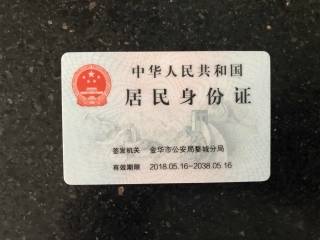 中华人民共和国
居民身份证
签发机关 金华市公安局婺城分局
有效期限 2018.05.16-2038.05.16